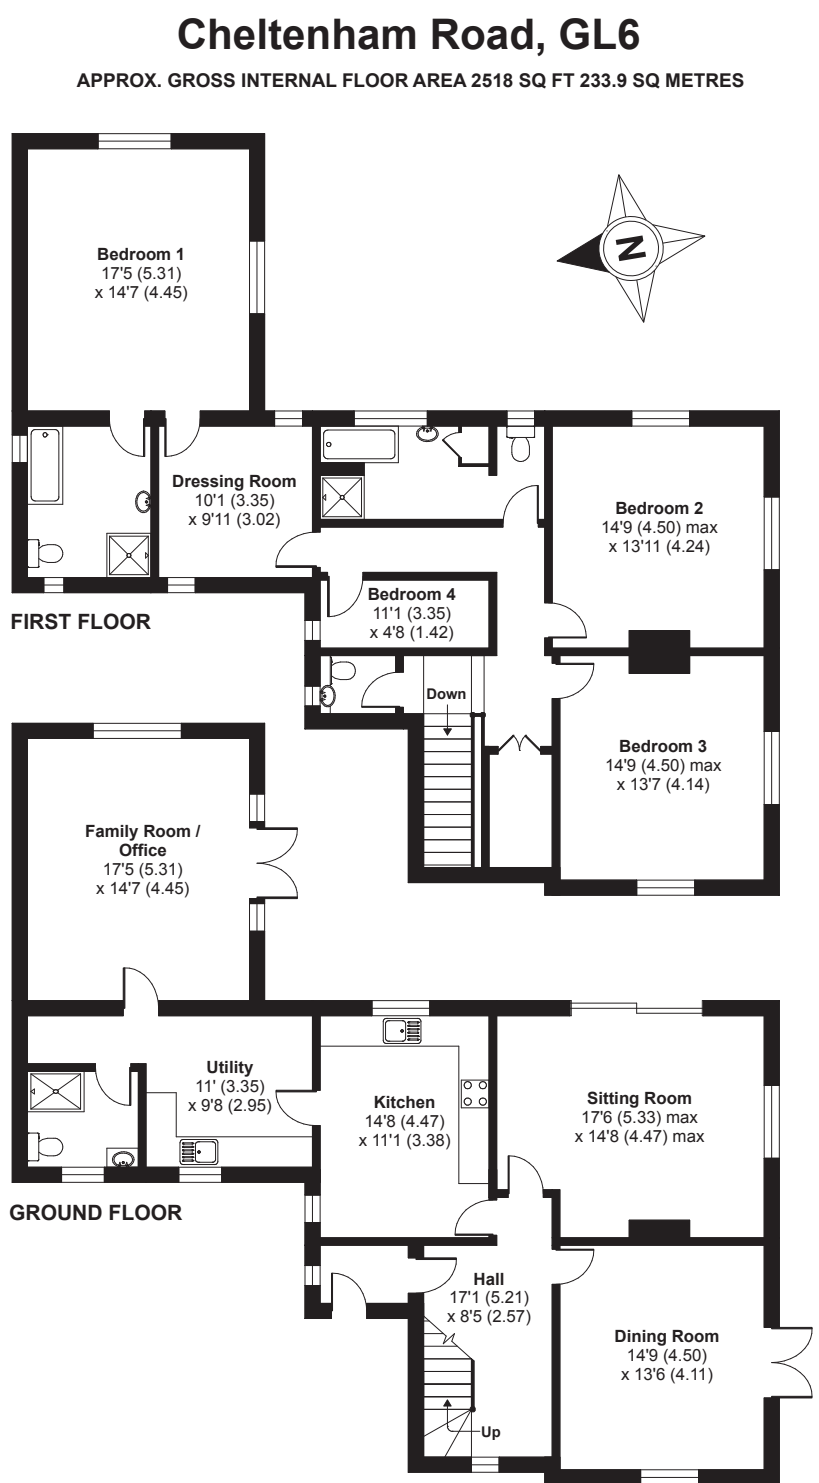 Cheltenham Road, GL6
APPROX. GROSS INTERNAL FLOOR AREA 2518 SQ FT 233.9 SQ METRES
Bedroom 1
17'5 (5.31)
x 14'7 (4.45)
N
Dressing Room
10'1 (3.35)
x 9'11 (3.02)
Bedroom 2
14'9 (4.50) max
x 13'11 (4.24)
Bedroom 4
11'1 (3.35)
x 4'8 (1.42)
FIRST FLOOR
Down
Bedroom 3
14'9 (4.50) max
x 13'7 (4.14)
Family Room /
Office
17'5 (5.31)
x 14'7 (4.45)
Utility
11' (3.35)
x 9'8 (2.95)
Kitchen
14'8 (4.47)
x 11'1 (3.38)
Sitting Room
17'6 (5.33) max
x 14'8 (4.47) max
GROUND FLOOR
Hall
17'1 (5.21)
x 8'5 (2.57)
Dining Room
14'9 (4.50)
x 13'6 (4.11)
Up